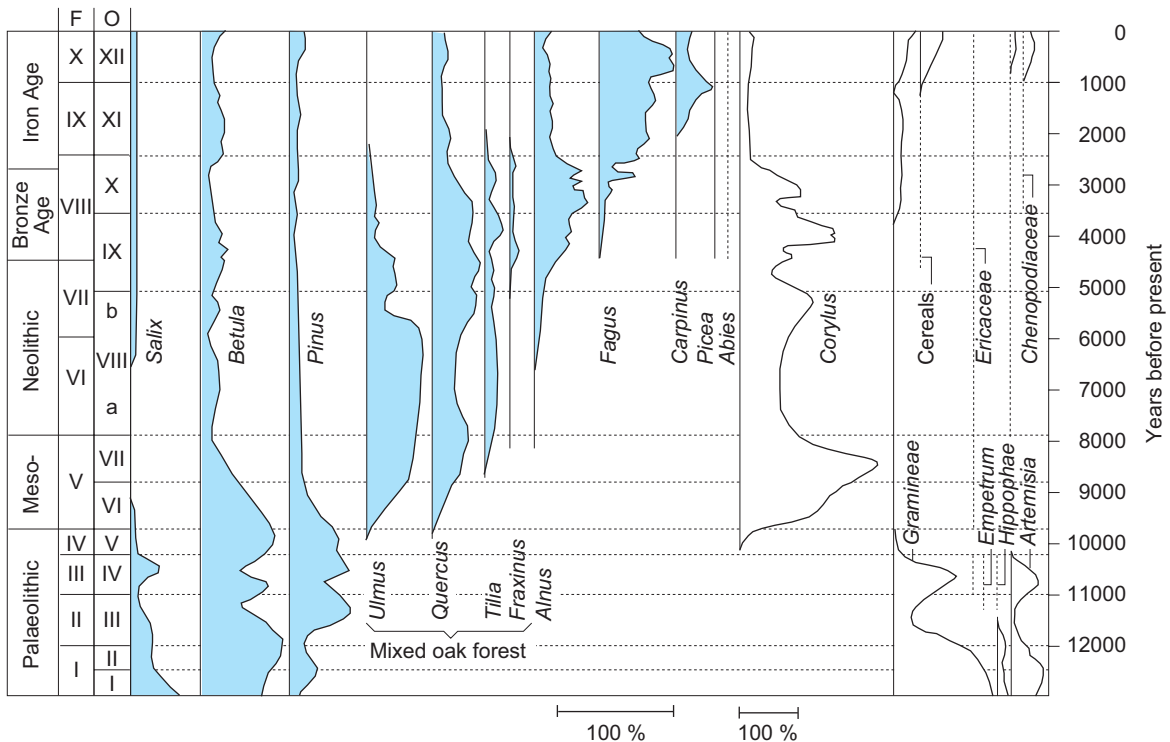 F O
Iron Age
Bronze
Age
Neolithic
Meso-
Palaeolithic
X
IX
VIII
VII
VI
V
IV
III
II
I
XII
XI
X
IX
b
VIII
a
VII
VI
V
IV
III
II
I
Salix
Betula
Pinus
Ulmus
Quercus
Tilia
Fraxinus
Alnus
Mixed oak forest
Fagus
Carpinus
Picea
Abies
Corylus
Cereals
Ericaceae
Chenopodiaceae
Gramineae
Empetrum
Hippophae
Artemisia
0
1000
2000
3000
4000
5000
6000
7000
8000
9000
10000
11000
12000
Years before present
100 %
100 %